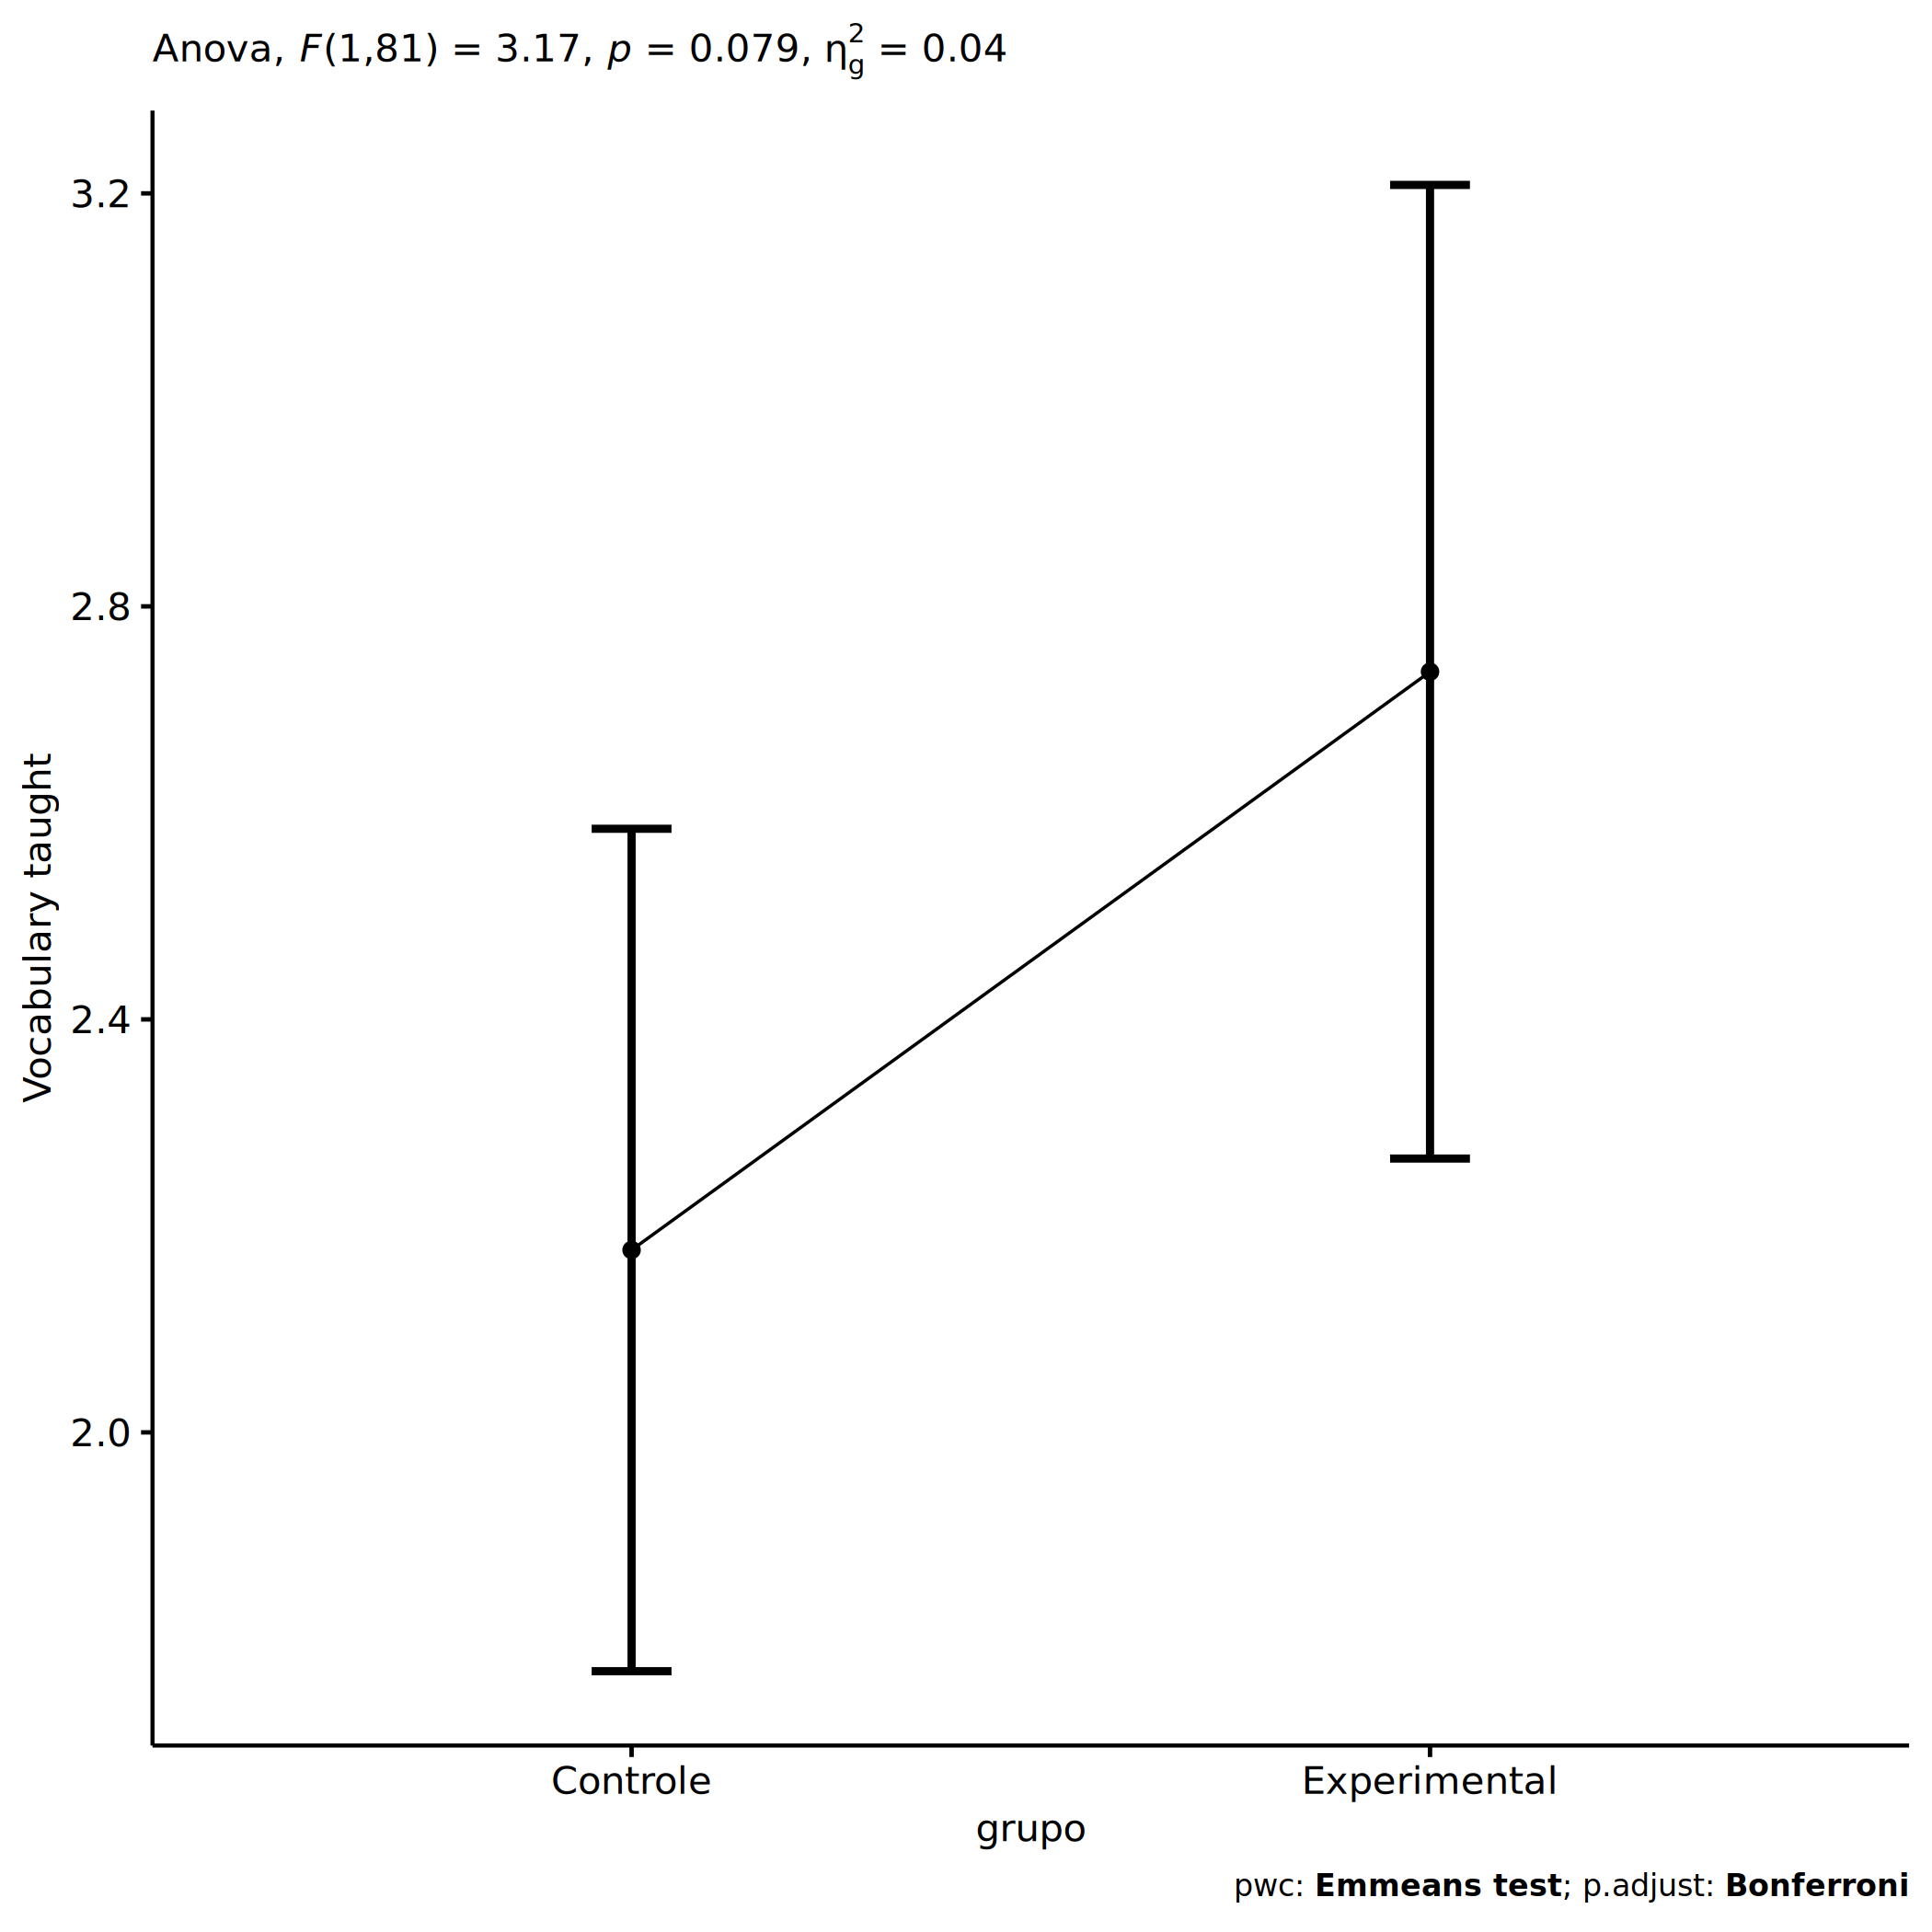 Anova, F(1,81) = 3.17, p = 0.079, η²g = 0.04
3.2
2.8
2.4
2.0
Vocabulary taught
Controle Experimental
grupo
pwc: Emmeans test; p.adjust: Bonferroni